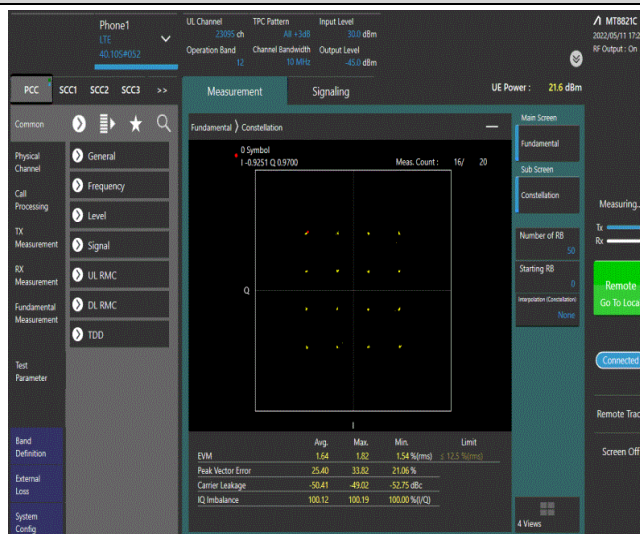 Phone1
LTE
40.10S#052
UL Channel TPC Pattern Input Level
23095 ch All +3dB 30.0 dBm
Operation Band Channel Bandwidth Output Level
12 10 MHz -45.0 dBm
MT8821C
2022/05/11 17:2
RF Output : On
PCC SCC1 SCC2 SCC3 >>
Measurement Signaling UE Power : 21.6 dBm
Common
Physical
Channel
Call
Processing
TX
Measurement
RX
Measurement
Fundamental
Measurement
Test
Parameter
Band
Definition
External
Loss
System
Config
General
Frequency
Level
Signal
UL RMC
DL RMC
TDD
Fundamental Constellation
0 Symbol
I -0.9251 Q 0.9700 Meas. Count : 16/ 20
Q
I
Avg. Max. Min. Limit
EVM 1.64 1.82 1.54 %(rms) ≤ 12.5 %(rms)
Peak Vector Error 25.40 33.82 21.06 %
Carrier Leakage -50.41 -49.02 -52.75 dBc
IQ Imbalance 100.12 100.19 100.00 %(I/Q)
Main Screen
Fundamental
Sub Screen
Constellation
Number of RB
50
Starting RB
0
Interpolation (Constellation)
None
4 Views
Measuring..
Tx
Rx
Remote
Go To Loca
Connected
Remote Trac
Screen Off